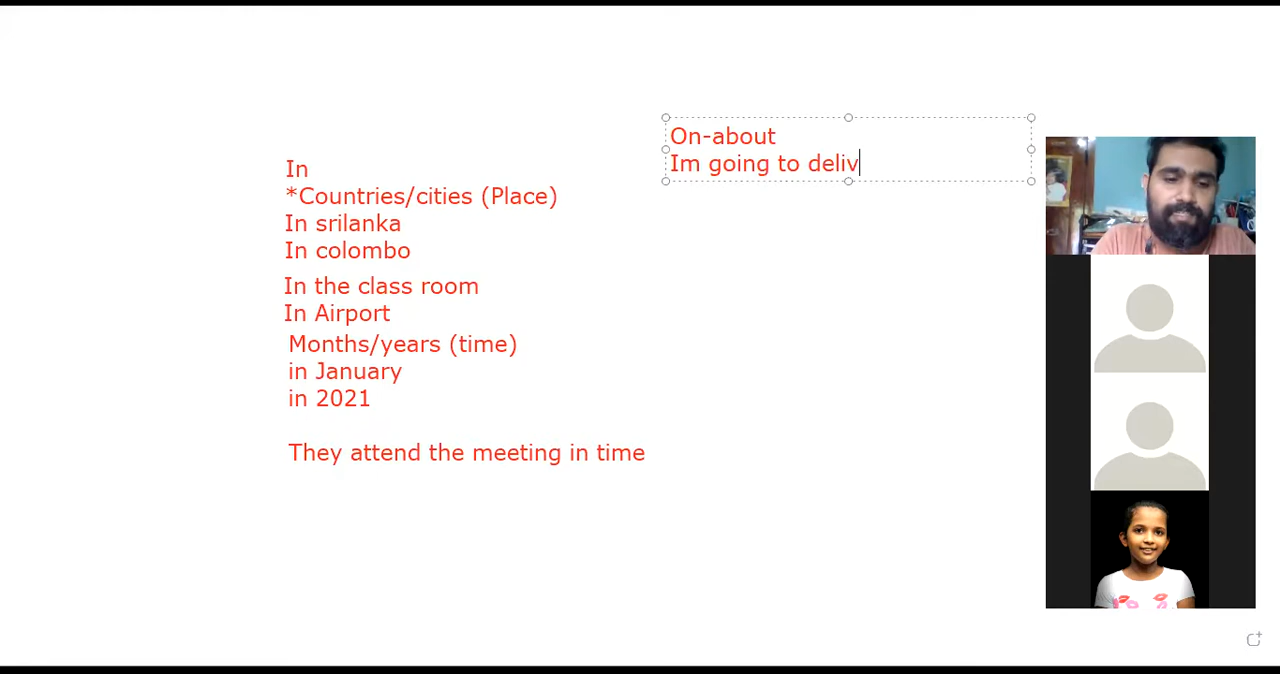 In
*Countries/cities (Place)
In srilanka
In colombo
In the class room
In Airport
Months/years (time)
in January
in 2021
They attend the meeting in time
On-about
Im going to deliv